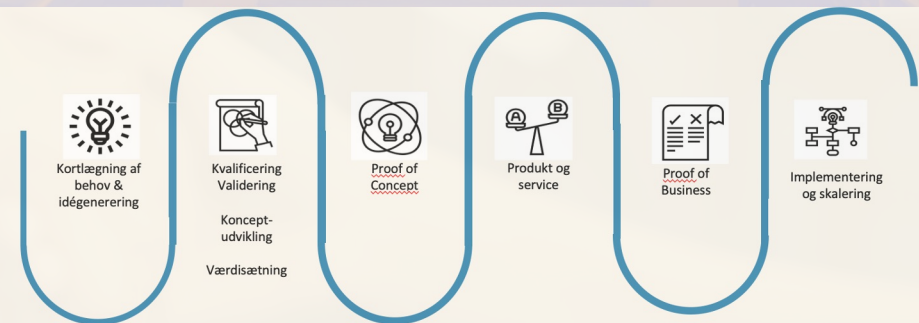 Kortlægning af
behov &
idégenerering
Kvalificering
Validering
Koncept-
udvikling
Værdisætning
Proof of
Concept
A
B
Produkt og
service
Proof of
Business
Implementering
og skalering